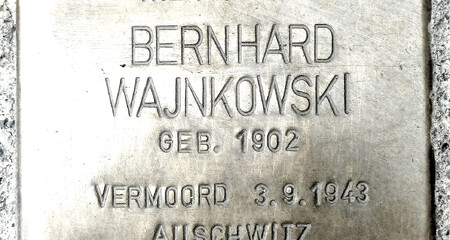 BERNHARD
WAJNKOWSKI
GEB. 1902
VERMOORD 3.9.1943
AUSCHWITZ